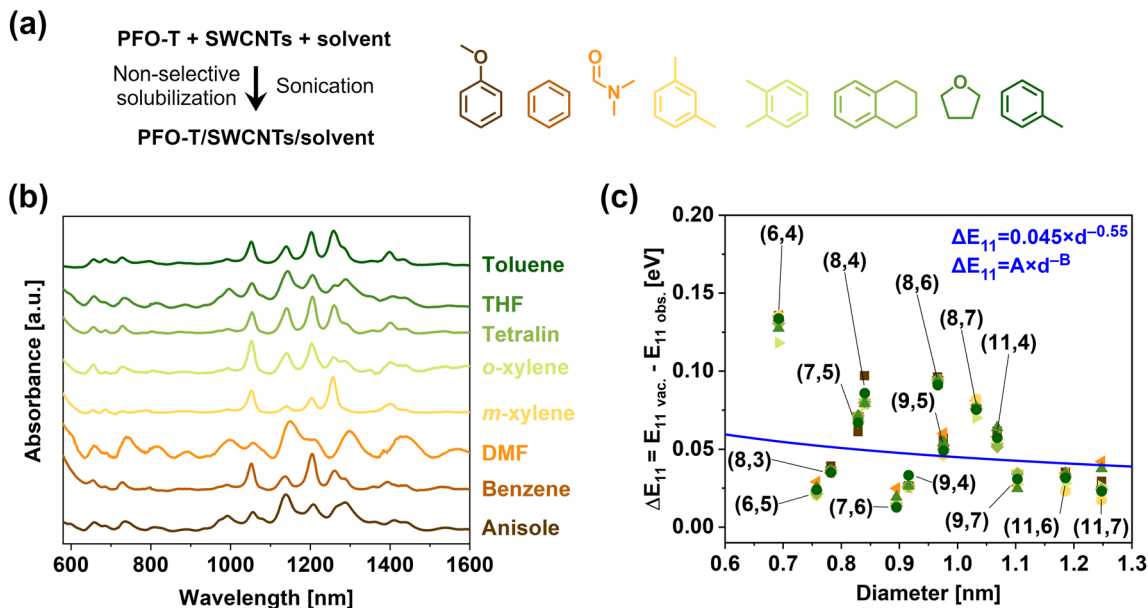 (a)
PFO-T + SWCNTs + solvent
Non-selective
solubilization
Sonication
PFO-T/SWCNTs/solvent
O
O
N
O
(b)
Absorbance [a.u.]
Toluene
THF
Tetralin
o-xylene
m-xylene
DMF
Benzene
Anisole
600 800 1000 1200 1400 1600
Wavelength [nm]
(c)
ΔE11 = E11 vac. - E11 obs. [eV]
0.20
0.15
0.10
0.05
0.00
ΔE11=0.045×d–0.55
ΔE11=A×d–B
(6,4)
(8,4)
(8,6)
(8,7)
(11,4)
(7,5)
(9,5)
(8,3)
(9,4)
(6,5)
(7,6)
(9,7)
(11,6)
(11,7)
0.6 0.7 0.8 0.9 1.0 1.1 1.2 1.3
Diameter [nm]